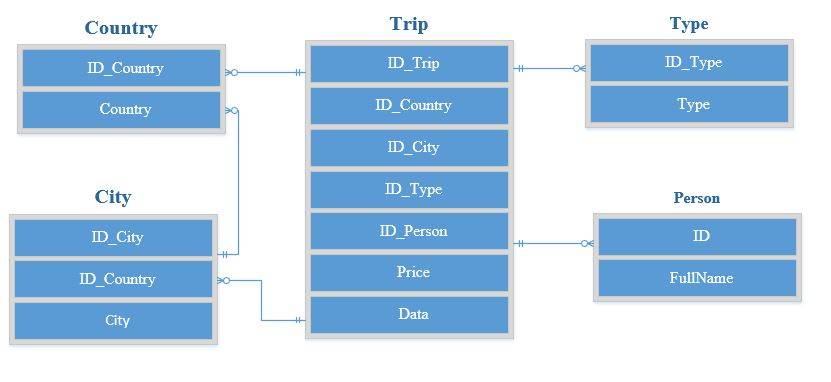 Country
ID_Country
Country
City
ID_City
ID_Country
City
Trip
ID_Trip
ID_Country
ID_City
ID_Type
ID_Person
Price
Data
Type
ID_Type
Type
Person
ID
FullName